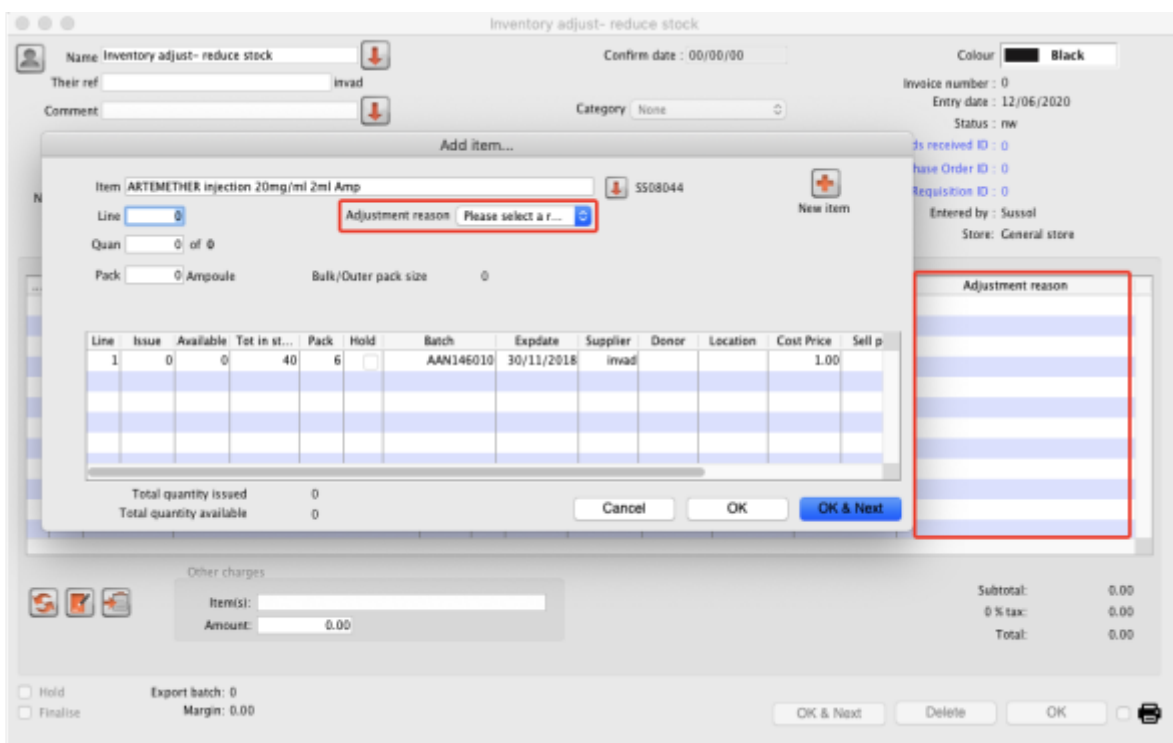 Inventory adjust- reduce stock
Name Inventory adjust- reduce stock
Confirm date : 00/00/00
Colour Black
Their ref invad
Invoice number : 0
Comment
Category None
Entry date : 12/06/2020
Status : nw
Add item...
ds received ID : 0
hase Order ID : 0
Item ARTEMETHER injection 20mg/ml 2ml Amp SS08044
Requisition ID : 0
N
New item
Line 0 Adjustment reason Please select a r...
Entered by : Sussol
Quan 0 of 0
Store: General store
Pack 0 Ampoule Bulk/Outer pack size 0
Adjustment reason
Line Issue Available Tot in st... Pack Hold Batch Expdate Supplier Donor Location Cost Price Sell p
1 0 0 40 6 AAN146010 30/11/2018 invad 1.00
Total quantity issued 0
Total quantity available 0
Cancel OK OK & Next
Other charges
Item(s):
Amount: 0.00
Subtotal: 0.00
0 % tax: 0.00
Total: 0.00
Hold Export batch: 0
Finalise Margin: 0.00
OK & Next Delete OK